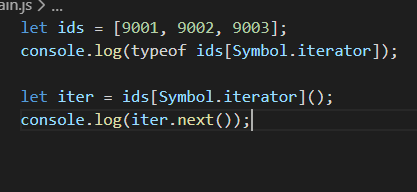 ain.js > ...
let ids = [9001, 9002, 9003];
console.log(typeof ids[Symbol.iterator]);
let iter = ids[Symbol.iterator]();
console.log(iter.next());